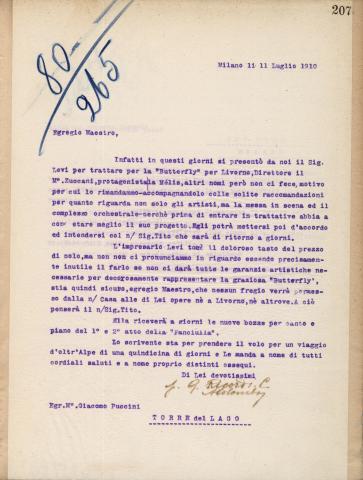 207
80
265
Milano li 11 Luglio 1910
Egregio Maestro,
Infatti in questi giorni si presentò da noi il Sig.
Levi per trattare per la "Butterfly" per Livorno, Direttore il
M°. Zuccani, protagonista la Mélis, altri nomi però non ci fece, motivo
per cui lo rimandammo accompagnandolo colle solite raccomandazioni
per quanto riguarda non solo gli artisti, ma la messa in scena ed il
complesso orchestrale perchè prima di entrare in trattative abbia a
constare meglio il suo progetto. Egli potrà mettersi poi d'accordo
ed intendersi col n/ Sig. Tito che sarà di ritorno a giorni.
L'impresario Levi toccò il doloroso tasto del prezzo
di nolo, ma non non ci pronunciammo in riguardo essendo precisamen-
te inutile il farlo se non ci darà tutte le garanzie artistiche ne-
cessarie per decorosamente rappresentare la graziosa "Butterfly",
stia quindi sicuro, egregio Maestro, che nessun fregio verrà permes-
so dalla n/ Casa alle di Lei opere nè a Livorno, nè altrove. A ciò
penserà il n/ Sig. Tito.
Ella riceverà a giorni le nuove bozze per canto e
piano del 1° e 2° atto della "Fanciulla".
Lo scrivente sta per prendere il volo per un viaggio
d'oltr'Alpe di una quindicina di giorni e Le manda a nome di tutti
cordiali saluti e a nome proprio distinti ossequi.
Di Lei devotissimi
G. Ricordi & C.
Egr. M°. Giacomo Puccini
TORRE del LAGO